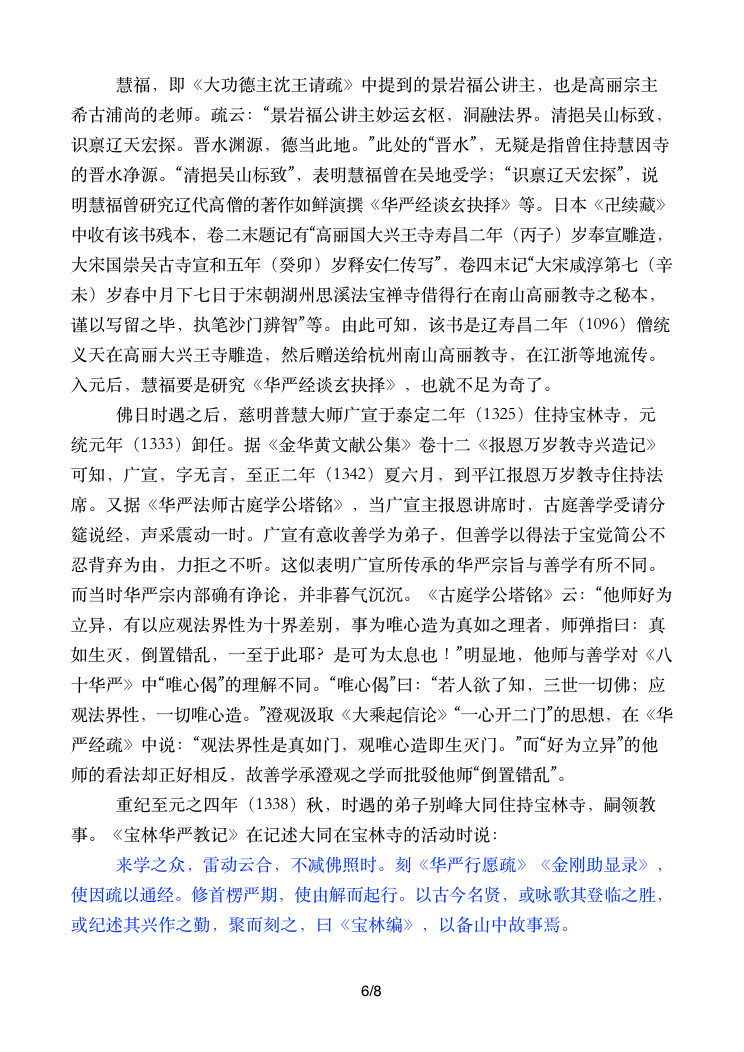 慧福，即《大功德主沈王请疏》中提到的景岩福公讲主，也是高丽宗主
希古浦尚的老师。疏云：“景岩福公讲主妙运玄枢，洞融法界。清挹吴山标致，
识禀辽天宏探。晋水渊源，德当此地。”此处的“晋水”，无疑是指曾住持慧因寺
的晋水净源。“清挹吴山标致”，表明慧福曾在吴地受学；“识禀辽天宏探”，说
明慧福曾研究辽代高僧的著作如鲜演撰《华严经谈玄抉择》等。日本《卍续藏》
中收有该书残本，卷二末题记有“高丽国大兴王寺寿昌二年（丙子）岁奉宣雕造，
大宋国崇吴古寺宣和五年（癸卯）岁释安仁传写”，卷四末记“大宋咸淳第七（辛
未）岁春中月下七日于宋朝湖州思溪法宝禅寺借得行在南山高丽教寺之秘本，
谨以写留之毕，执笔沙门辨智”等。由此可知，该书是辽寿昌二年（1096）僧统
义天在高丽大兴王寺雕造，然后赠送给杭州南山高丽教寺，在江浙等地流传。
入元后，慧福要是研究《华严经谈玄抉择》，也就不足为奇了。
佛日时遇之后，慈明普慧大师广宣于泰定二年（1325）住持宝林寺，元
统元年（1333）卸任。据《金华黄文献公集》卷十二《报恩万岁教寺兴造记》
可知，广宣，字无言，至正二年（1342）夏六月，到平江报恩万岁教寺住持法
席。又据《华严法师古庭学公塔铭》，当广宣主报恩讲席时，古庭善学受请分
筵说经，声采震动一时。广宣有意收善学为弟子，但善学以得法于宝觉简公不
忍背弃为由，力拒之不听。这似表明广宣所传承的华严宗旨与善学有所不同。
而当时华严宗内部确有诤论，并非暮气沉沉。《古庭学公塔铭》云：“他师好为
立异，有以应观法界性为十界差别，事为唯心造为真如之理者，师弹指曰：真
如生灭，倒置错乱，一至于此耶？是可为太息也！”明显地，他师与善学对《八
十华严》中“唯心偈”的理解不同。“唯心偈”曰：“若人欲了知，三世一切佛；应
观法界性，一切唯心造。”澄观汲取《大乘起信论》“一心开二门”的思想，在《华
严经疏》中说：“观法界性是真如门，观唯心造即生灭门。”而“好为立异”的他
师的看法却正好相反，故善学承澄观之学而批驳他师“倒置错乱”。
重纪至元之四年（1338）秋，时遇的弟子别峰大同住持宝林寺，嗣领教
事。《宝林华严教记》在记述大同在宝林寺的活动时说：
来学之众，雷动云合，不减佛照时。刻《华严行愿疏》《金刚助显录》，
使因疏以通经。修首楞严期，使由解而起行。以古今名贤，或咏歌其登临之胜，
或纪述其兴作之勤，聚而刻之，曰《宝林编》，以备山中故事焉。
6/8